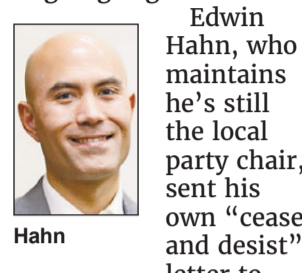 Edwin
Hahn, who
maintains
he's still
the local
party chair,
sent his
own “cease
and desist”
letter to
Hahn